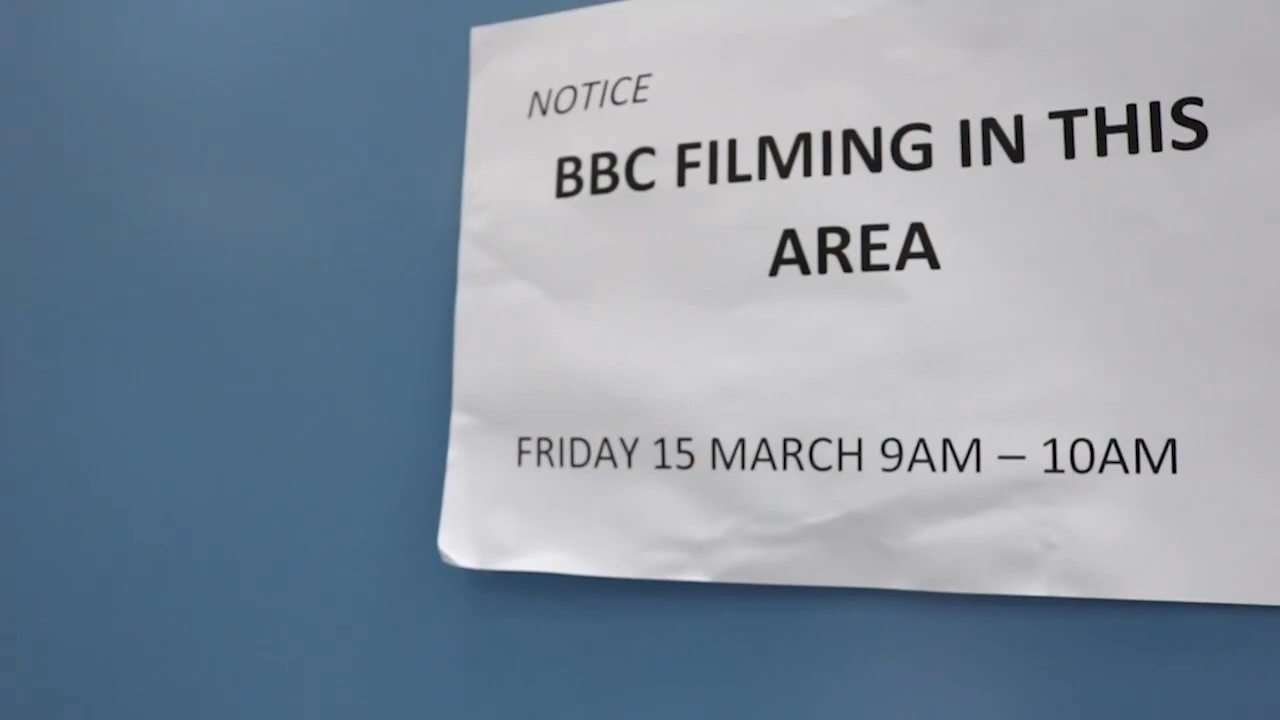 NOTICE
BBC FILMING IN THIS
AREA
FRIDAY 15 MARCH 9AM – 10AM